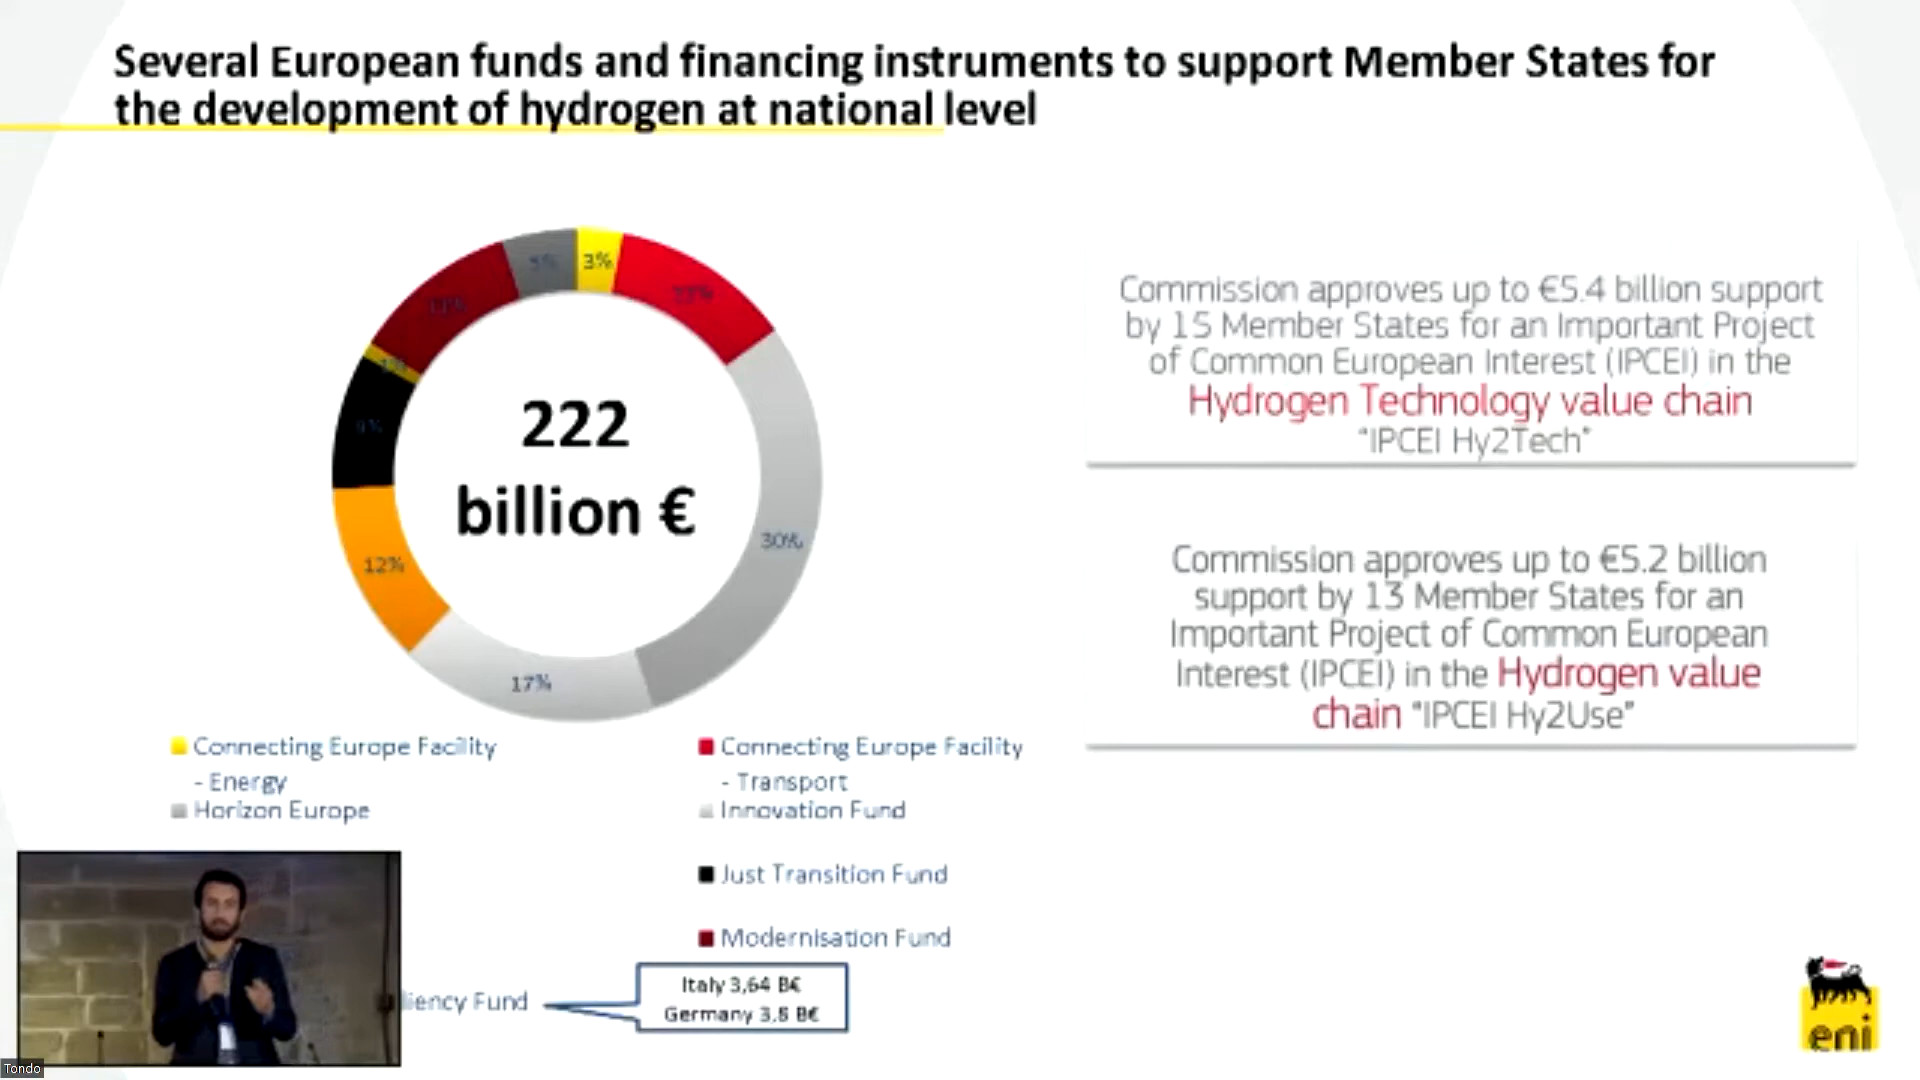 Several European funds and financing instruments to support Member States for
the development of hydrogen at national level
3%
30%
17%
12%
5%
222
billion €
Connecting Europe Facility
- Energy
Connecting Europe Facility
- Transport
Horizon Europe
Innovation Fund
Just Transition Fund
Modernisation Fund
liency Fund
Italy 3,64 B€
Germany 3,8 B€
Commission approves up to €5.4 billion support
by 15 Member States for an Important Project
of Common European Interest (IPCEI) in the
Hydrogen Technology value chain
“IPCEI Hy2Tech”
Commission approves up to €5.2 billion
support by 13 Member States for an
Important Project of Common European
Interest (IPCEI) in the Hydrogen value
chain “IPCEI Hy2Use”
eni
Tondo